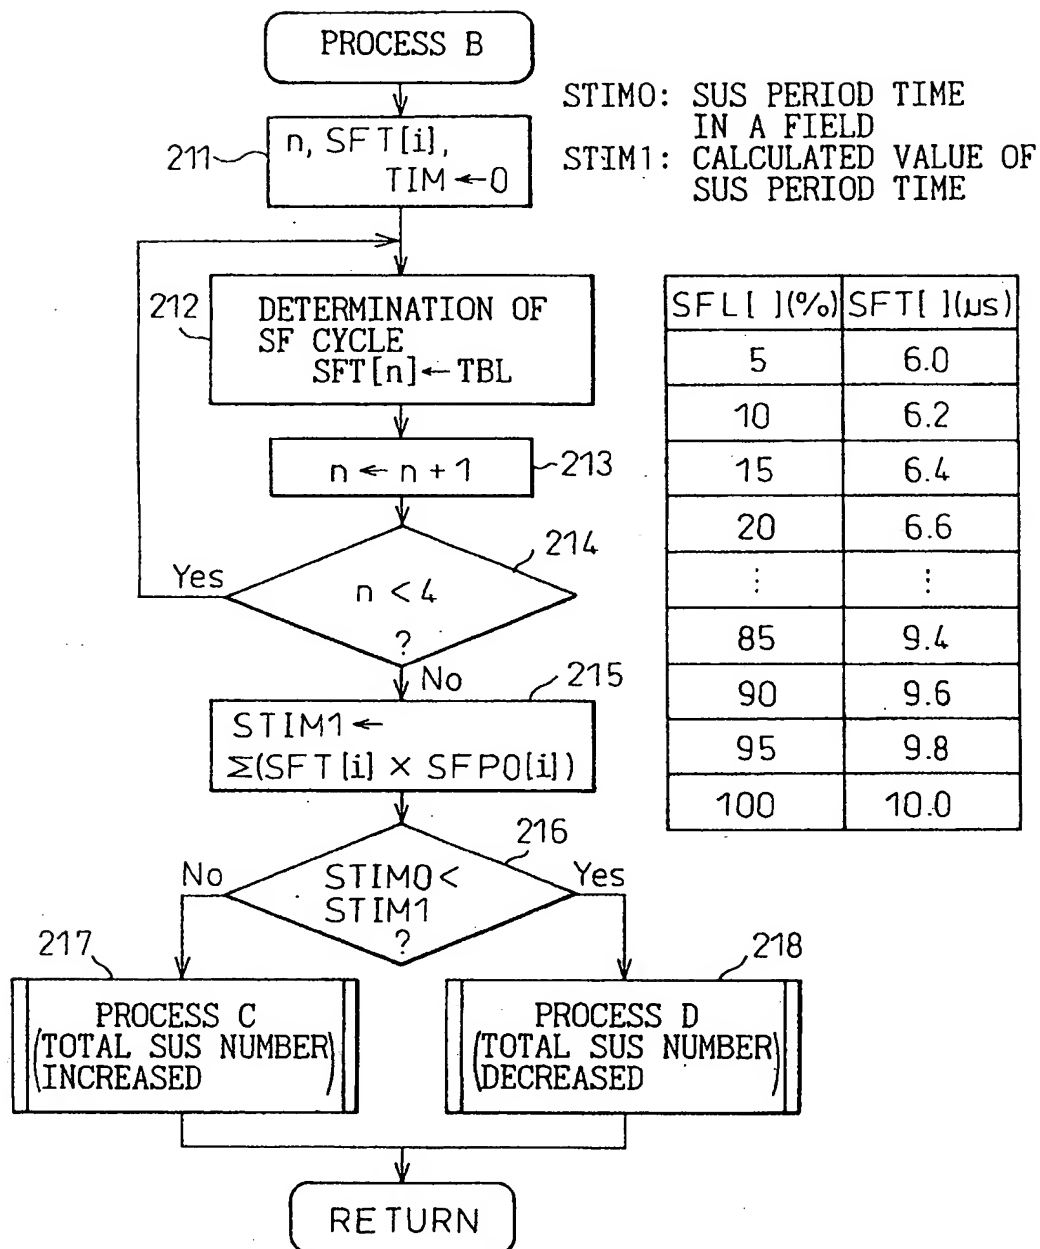 PROCESS B
STIM0: SUS PERIOD TIME
IN A FIELD
STIM1: CALCULATED VALUE OF
SUS PERIOD TIME
211
n, SFT[i],
TIM ← 0
212
DETERMINATION OF
SF CYCLE
SFT[n] ← TBL
n ← n + 1
213
214
Yes
n < 4
?
No
215
STIM1 ←
Σ(SFT[i] × SFP0[i])
216
No
STIM0 <
STIM1
?
Yes
217
PROCESS C
(TOTAL SUS NUMBER
INCREASED)
218
PROCESS D
(TOTAL SUS NUMBER
DECREASED)
RETURN
SFL[ ](%) SFT[ ](µs)
5 6.0
10 6.2
15 6.4
20 6.6
⋮ ⋮
85 9.4
90 9.6
95 9.8
100 10.0